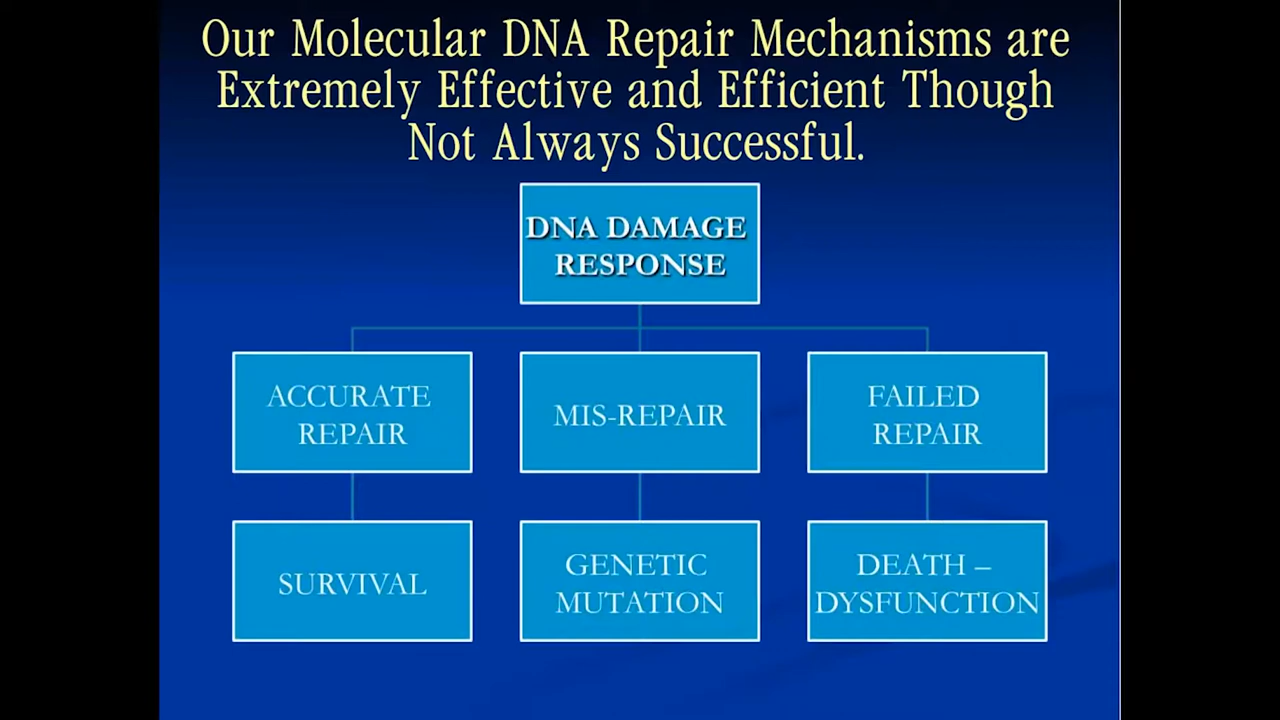 Our Molecular DNA Repair Mechanisms are
Extremely Effective and Efficient Though
Not Always Successful.
DNA DAMAGE
RESPONSE
ACCURATE
REPAIR
MIS-REPAIR
FAILED
REPAIR
SURVIVAL
GENETIC
MUTATION
DEATH –
DYSFUNCTION